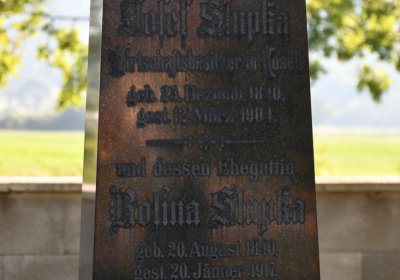 Josef Slupka
Wirtschaftsbesitzer in Kosel
geb. 25. Dezemb. 1840,
gest. 12. März 1904.
und dessen Ehegattin
Rosina Slupka
geb. 20. August 1840,
gest. 20. Jänner 1917.